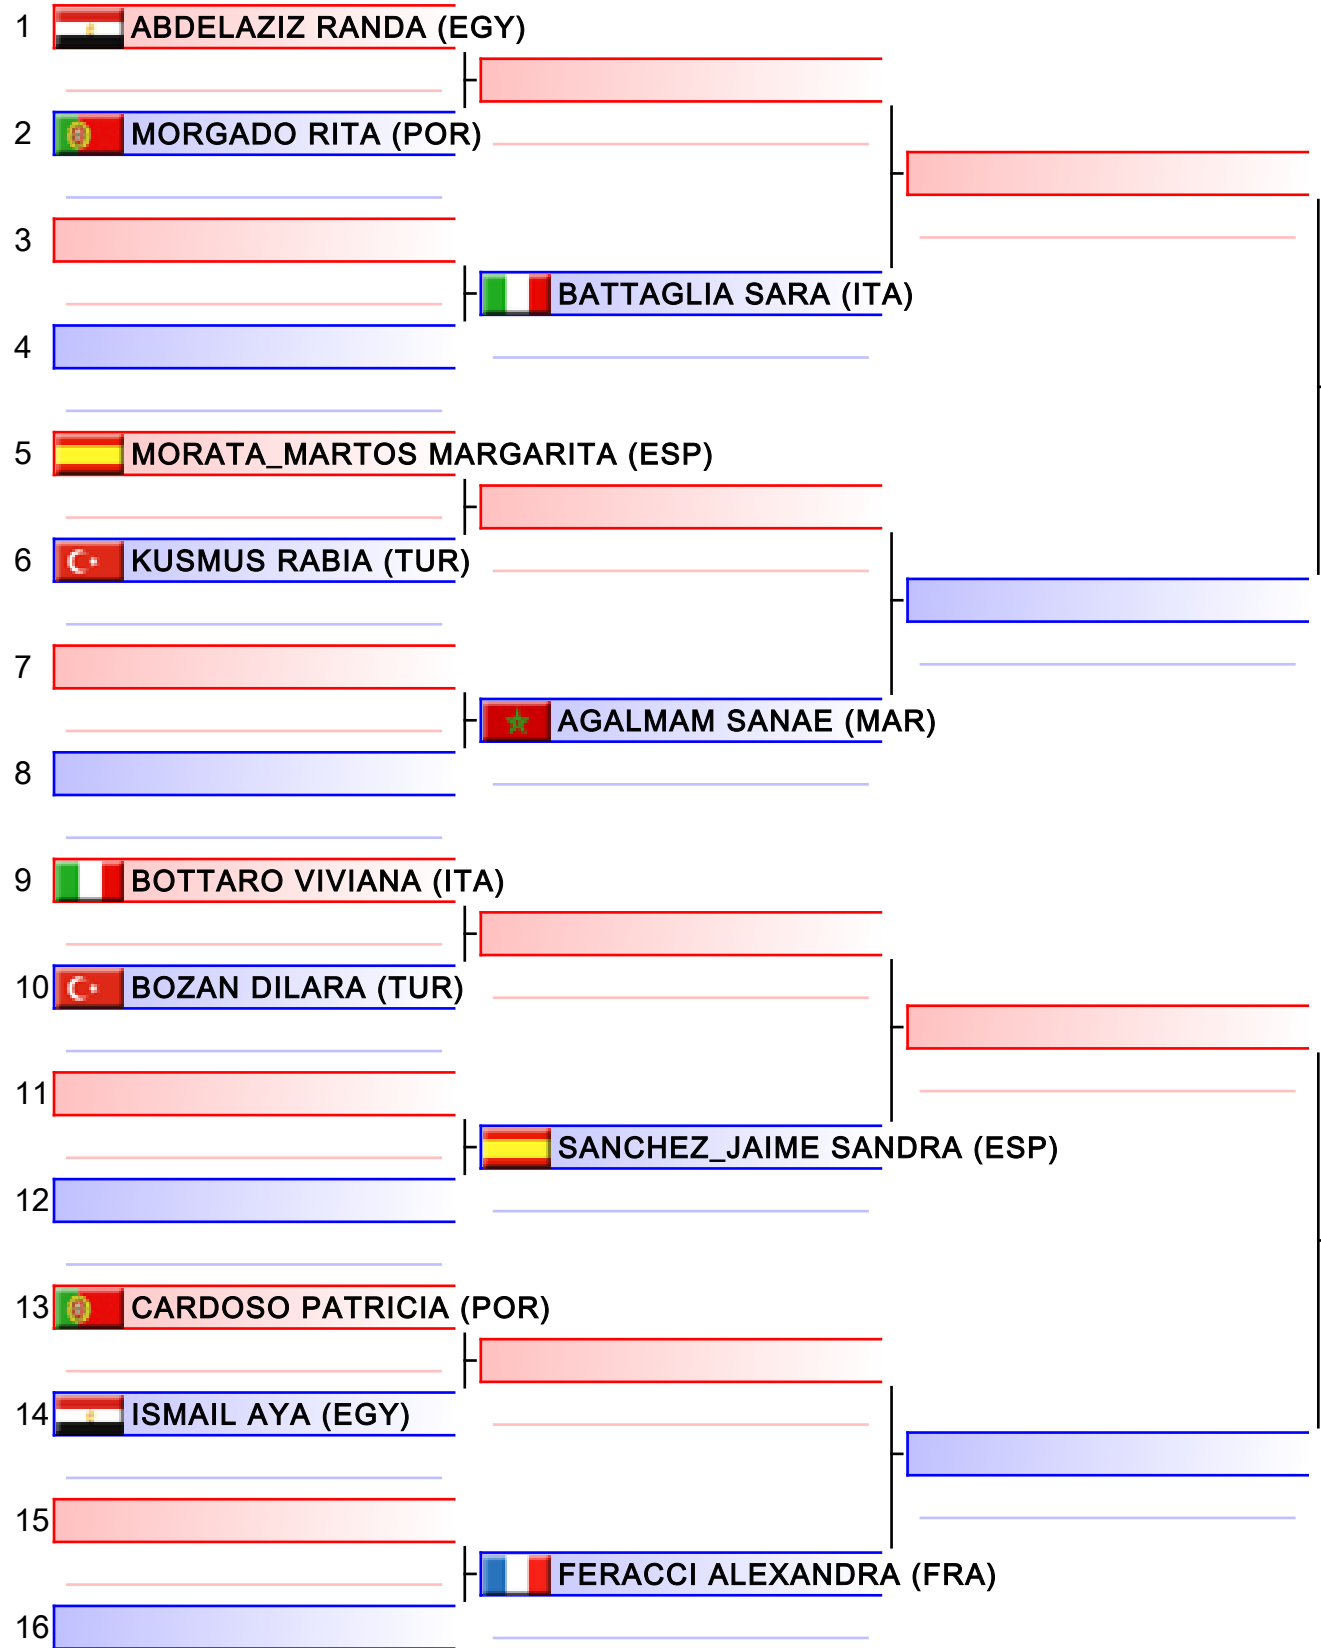 1 ABDELAZIZ RANDA (EGY)
2 MORGADO RITA (POR)
3
BATTAGLIA SARA (ITA)
4
5 MORATA_MARTOS MARGARITA (ESP)
6 KUSMUS RABIA (TUR)
7
AGALMAM SANAE (MAR)
8
9 BOTTARO VIVIANA (ITA)
10 BOZAN DILARA (TUR)
11
SANCHEZ_JAIME SANDRA (ESP)
12
13 CARDOSO PATRICIA (POR)
14 ISMAIL AYA (EGY)
15
FERACCI ALEXANDRA (FRA)
16